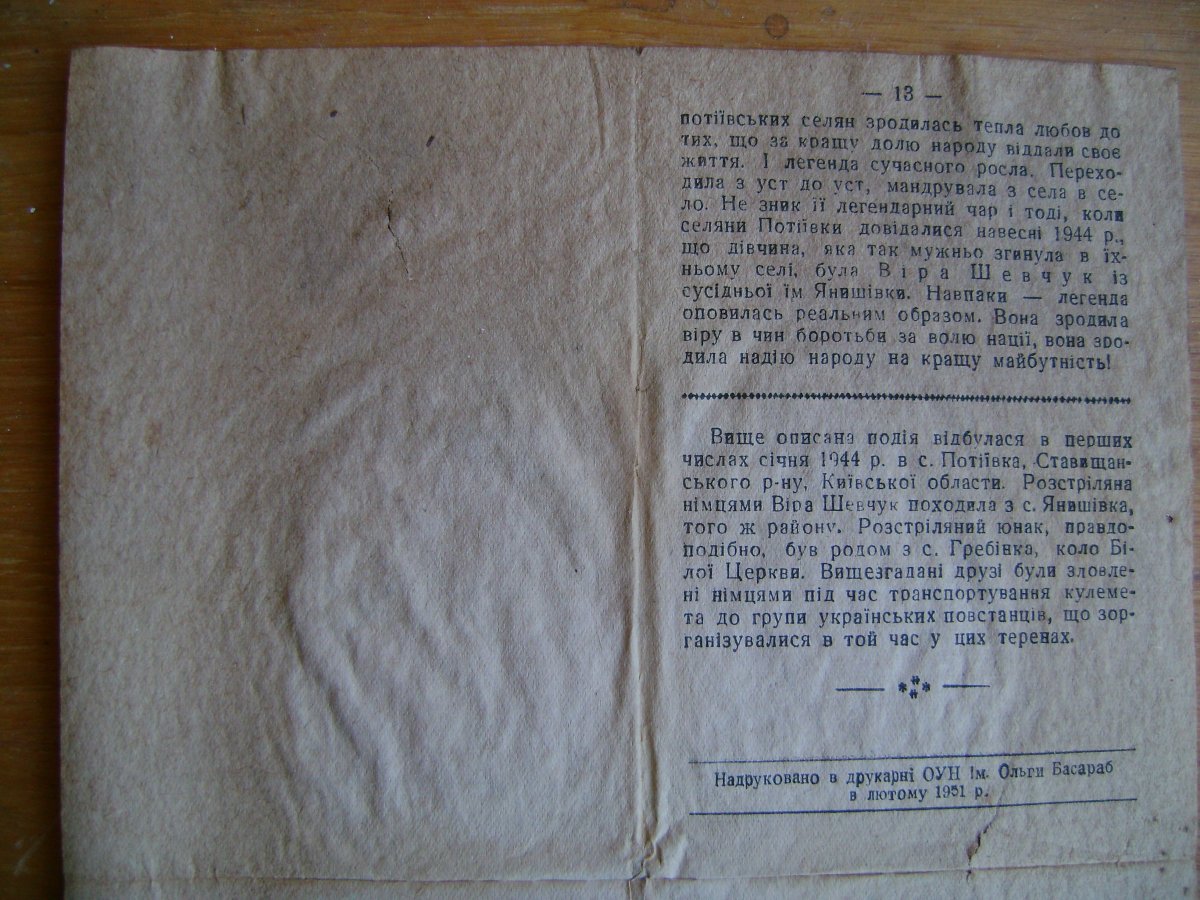 — 13 —
потіївських селян зродилась тепла любов до
тих, що за кращу долю народу віддали своє
життя. І легенда сучасного росла. Перехо-
дила з уст до уст, мандрувала з села в се-
ло. Не зник її легендарний чар і тоді, коли
селяни Потіївки довідалися навесні 1944 р.,
що дівчина, яка так мужньо згинула в їх-
ньому селі, була Віра Шевчук із
сусідньої їм Янишівки. Навпаки — легенда
оповилась реальним образом. Вона зродила
віру в чин боротьби за волю нації, вона зро-
дила надію народу на кращу майбутність!
Вище описана подія відбулася в перших
числах січня 1944 р. в с. Потіївка, Ставищан-
ського р-ну, Київської области. Розстріляна
німцями Віра Шевчук походила з с. Янишівка,
того ж району. Розстріляний юнак, правдо-
подібно, був родом з с. Гребінка, коло Бі-
лої Церкви. Вищезгадані друзі були зловле-
ні німцями під час транспортування кулеме-
та до групи українських повстанців, що зор-
ганізувалися в той час у цих теренах.
Надруковано в друкарні ОУН ім. Ольги Басараб
в лютому 1951 р.